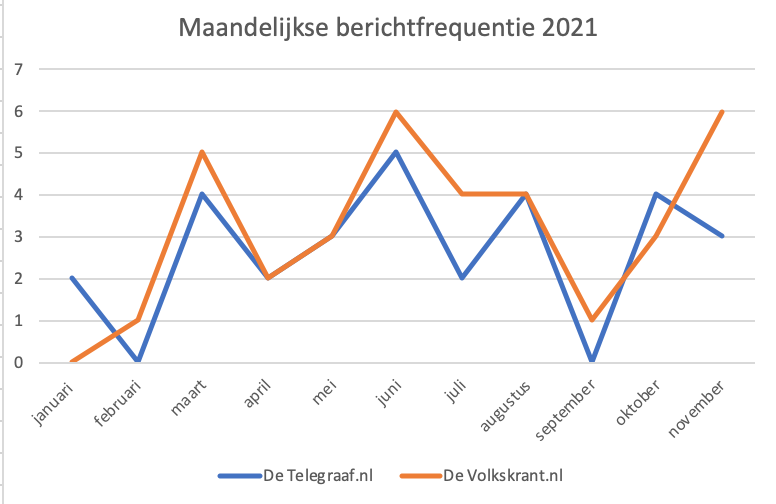 Maandelijkse berichtfrequentie 2021
7
6
5
4
3
2
1
0
januari
februari
maart
april
mei
juni
juli
augustus
september
oktober
november
De Telegraaf.nl
De Volkskrant.nl